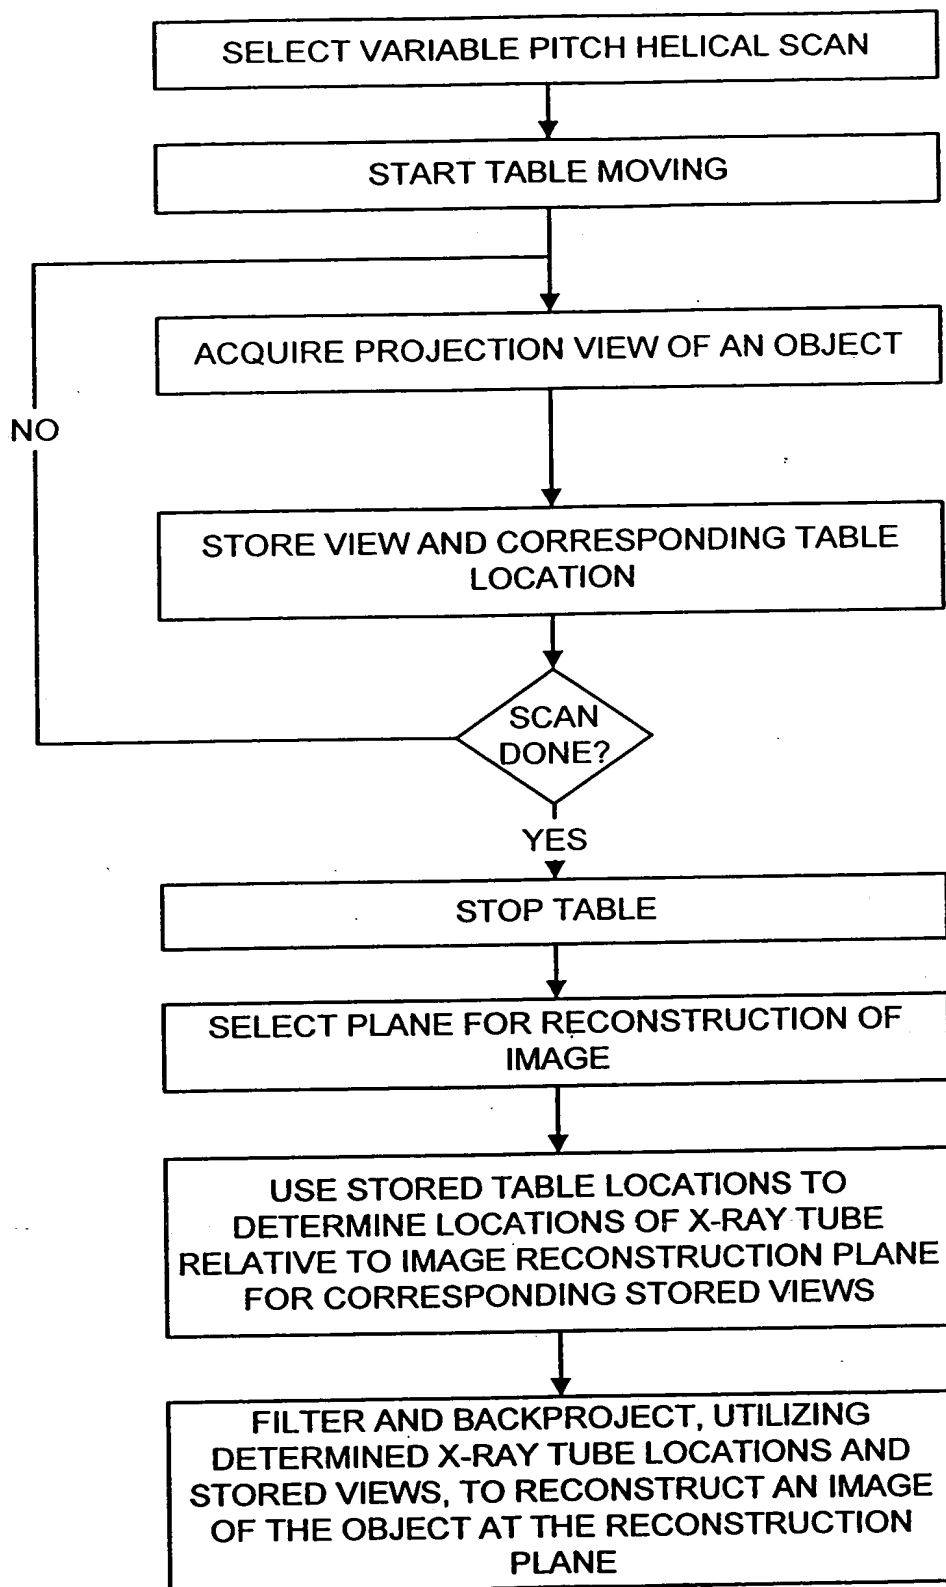 SELECT VARIABLE PITCH HELICAL SCAN
START TABLE MOVING
ACQUIRE PROJECTION VIEW OF AN OBJECT
NO
STORE VIEW AND CORRESPONDING TABLE
LOCATION
SCAN
DONE?
YES
STOP TABLE
SELECT PLANE FOR RECONSTRUCTION OF
IMAGE
USE STORED TABLE LOCATIONS TO
DETERMINE LOCATIONS OF X-RAY TUBE
RELATIVE TO IMAGE RECONSTRUCTION PLANE
FOR CORRESPONDING STORED VIEWS
FILTER AND BACKPROJECT, UTILIZING
DETERMINED X-RAY TUBE LOCATIONS AND
STORED VIEWS, TO RECONSTRUCT AN IMAGE
OF THE OBJECT AT THE RECONSTRUCTION
PLANE